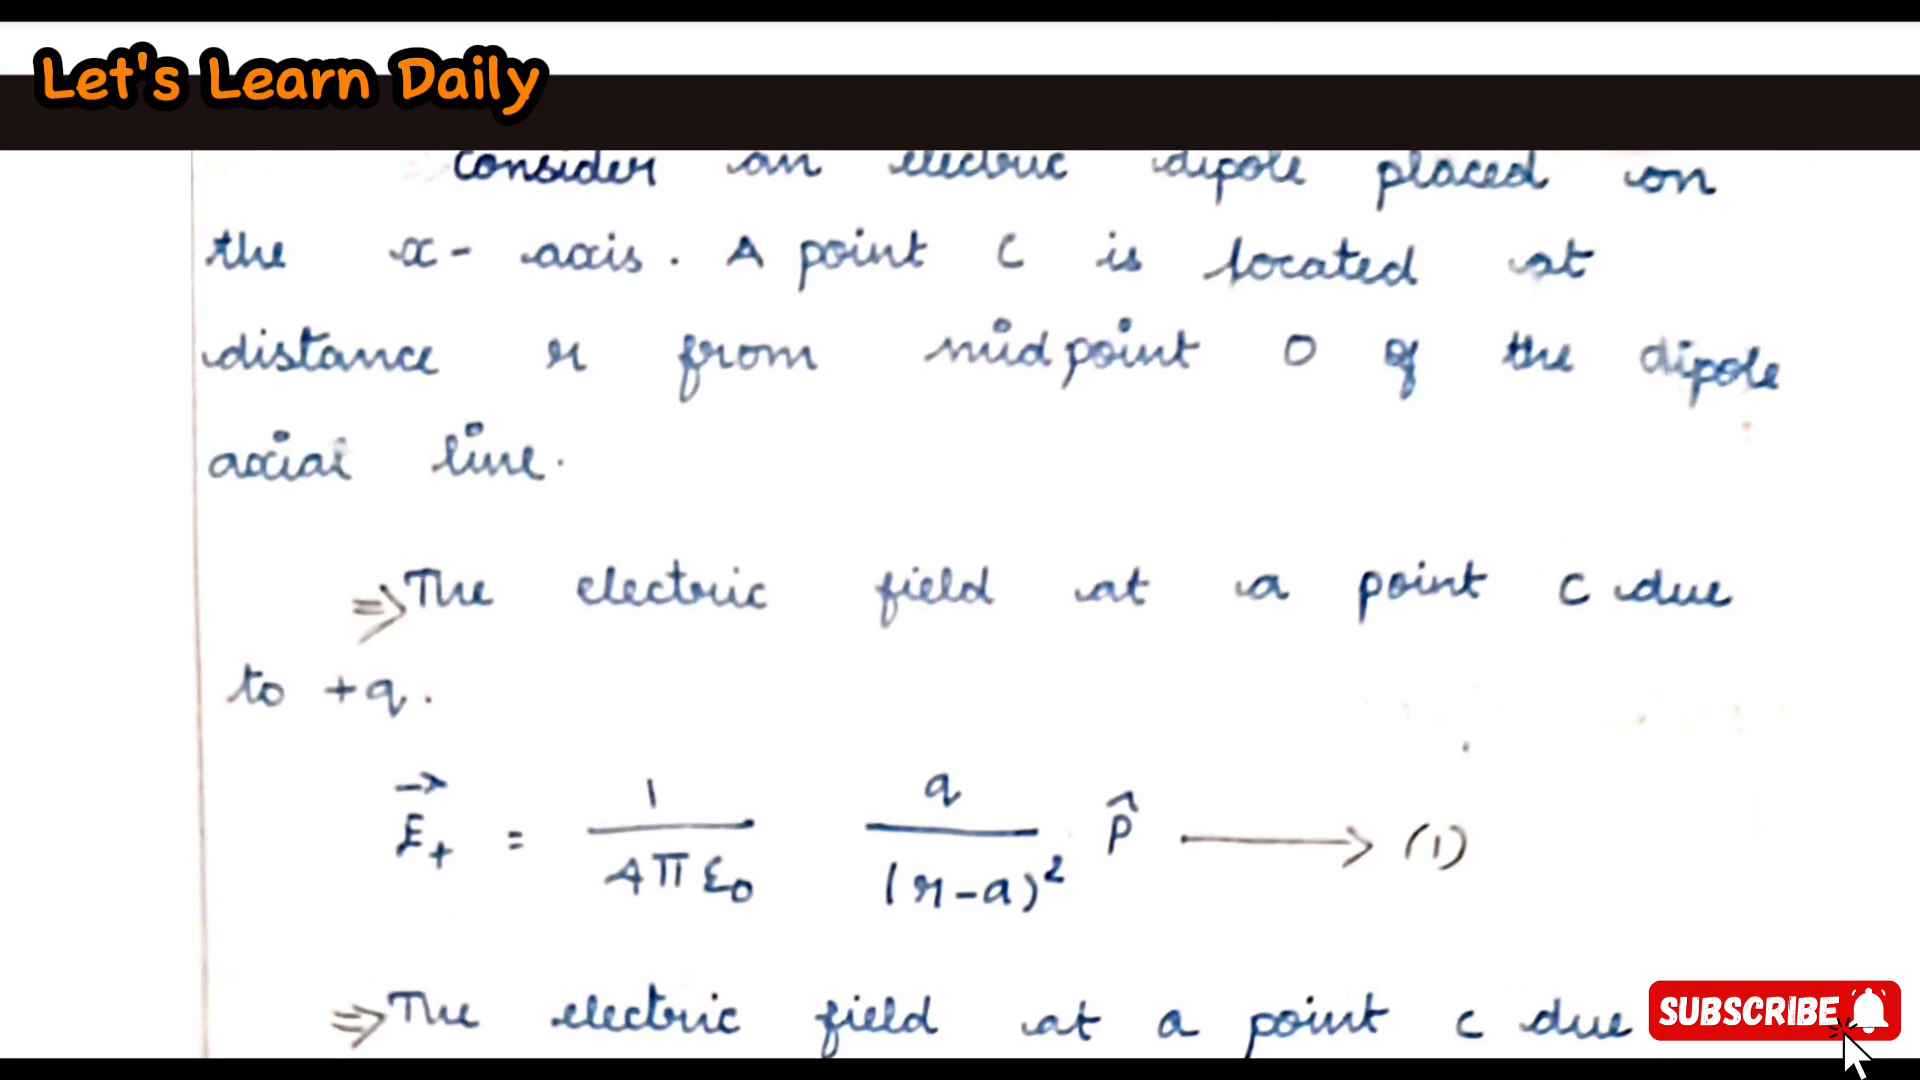 Let's Learn Daily
consider an electric dipole placed on
the x- axis. A point C is located at
distance r from midpoint O of the dipole
axial line.
⇒ The electric field at a point C due
to +q.
E⃗₊ = 1/4πε₀ q/(r-a)² p̂ ⟶ (1)
⇒ The electric field at a point C due
SUBSCRIBE